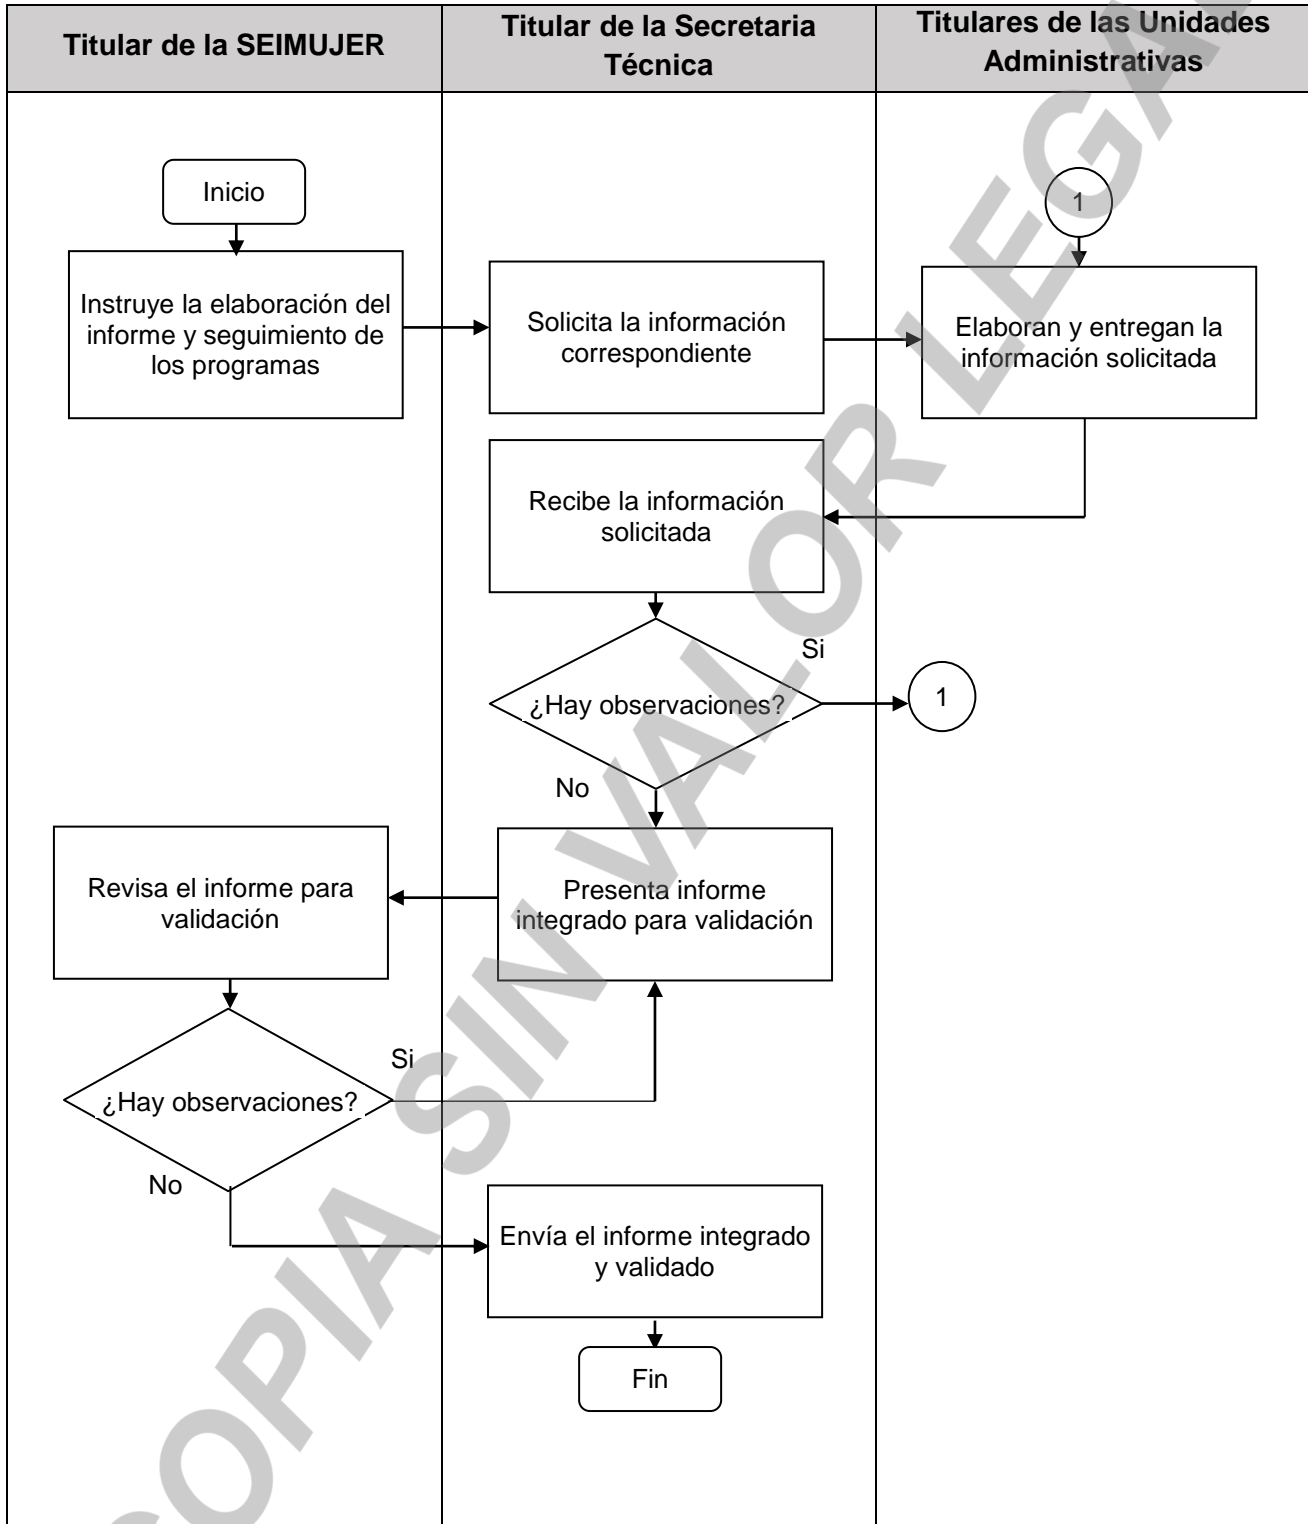 Titular de la SEIMUJER
Titular de la Secretaria
Técnica
Titulares de las Unidades
Administrativas
Inicio
1
Instruye la elaboración del
informe y seguimiento de
los programas
Solicita la información
correspondiente
Elaboran y entregan la
información solicitada
Recibe la información
solicitada
Si
¿Hay observaciones?
1
No
Revisa el informe para
validación
Presenta informe
integrado para validación
Si
¿Hay observaciones?
No
Envía el informe integrado
y validado
Fin
COPIA SIN VALOR LEGAL